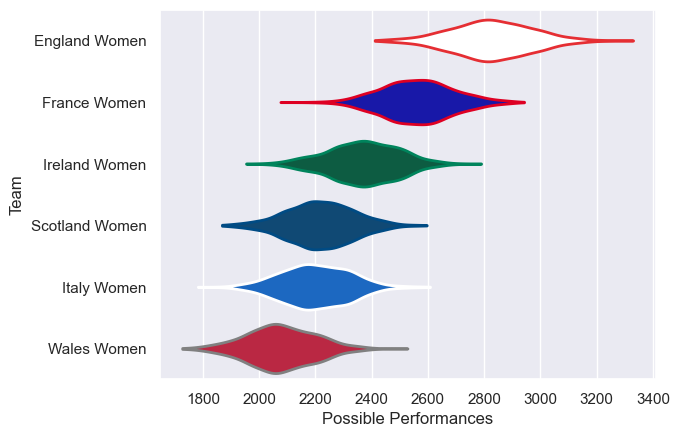 England Women
France Women
Ireland Women
Scotland Women
Italy Women
Wales Women
Team
1800 2000 2200 2400 2600 2800 3000 3200 3400
Possible Performances